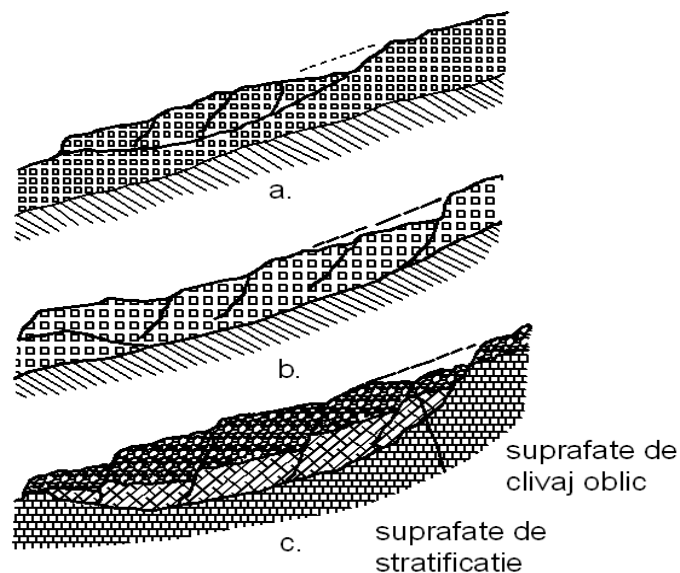 a.
b.
suprafate de
clivaj oblic
c.
suprafate de
stratificatie